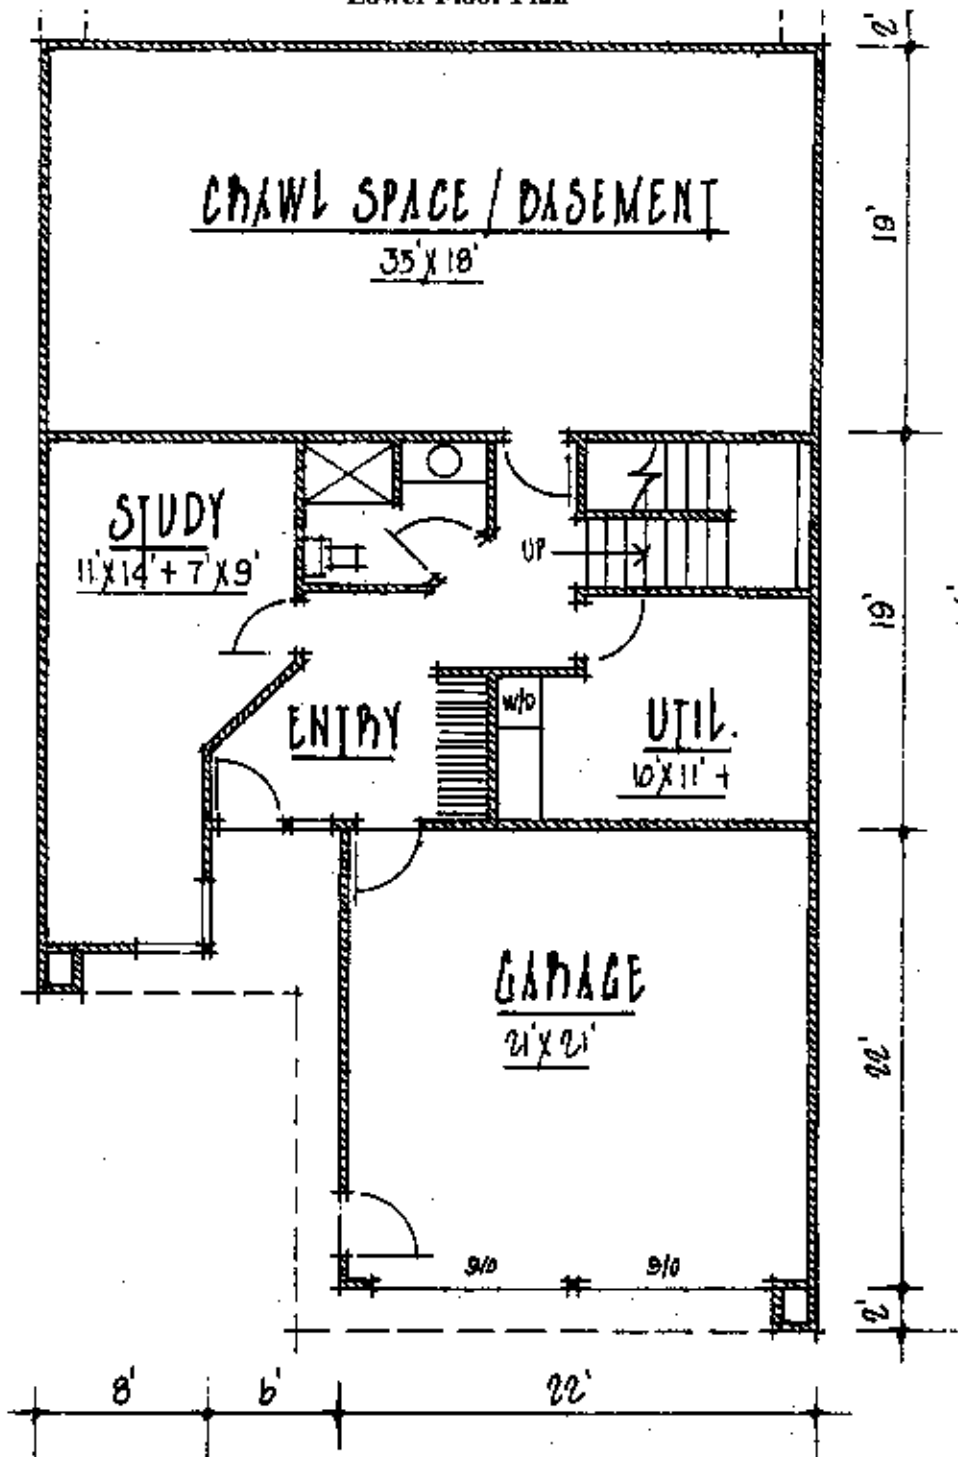 Lower Floor Plan
2'
CRAWL SPACE / BASEMENT
35' X 18'
19'
STUDY
11' X 14' + 7' X 9'
UP
19'
ENTRY
W/D
UTIL.
10' X 11' +
GARAGE
21' X 21'
22'
9/0
9/0
2'
8'
6'
22'